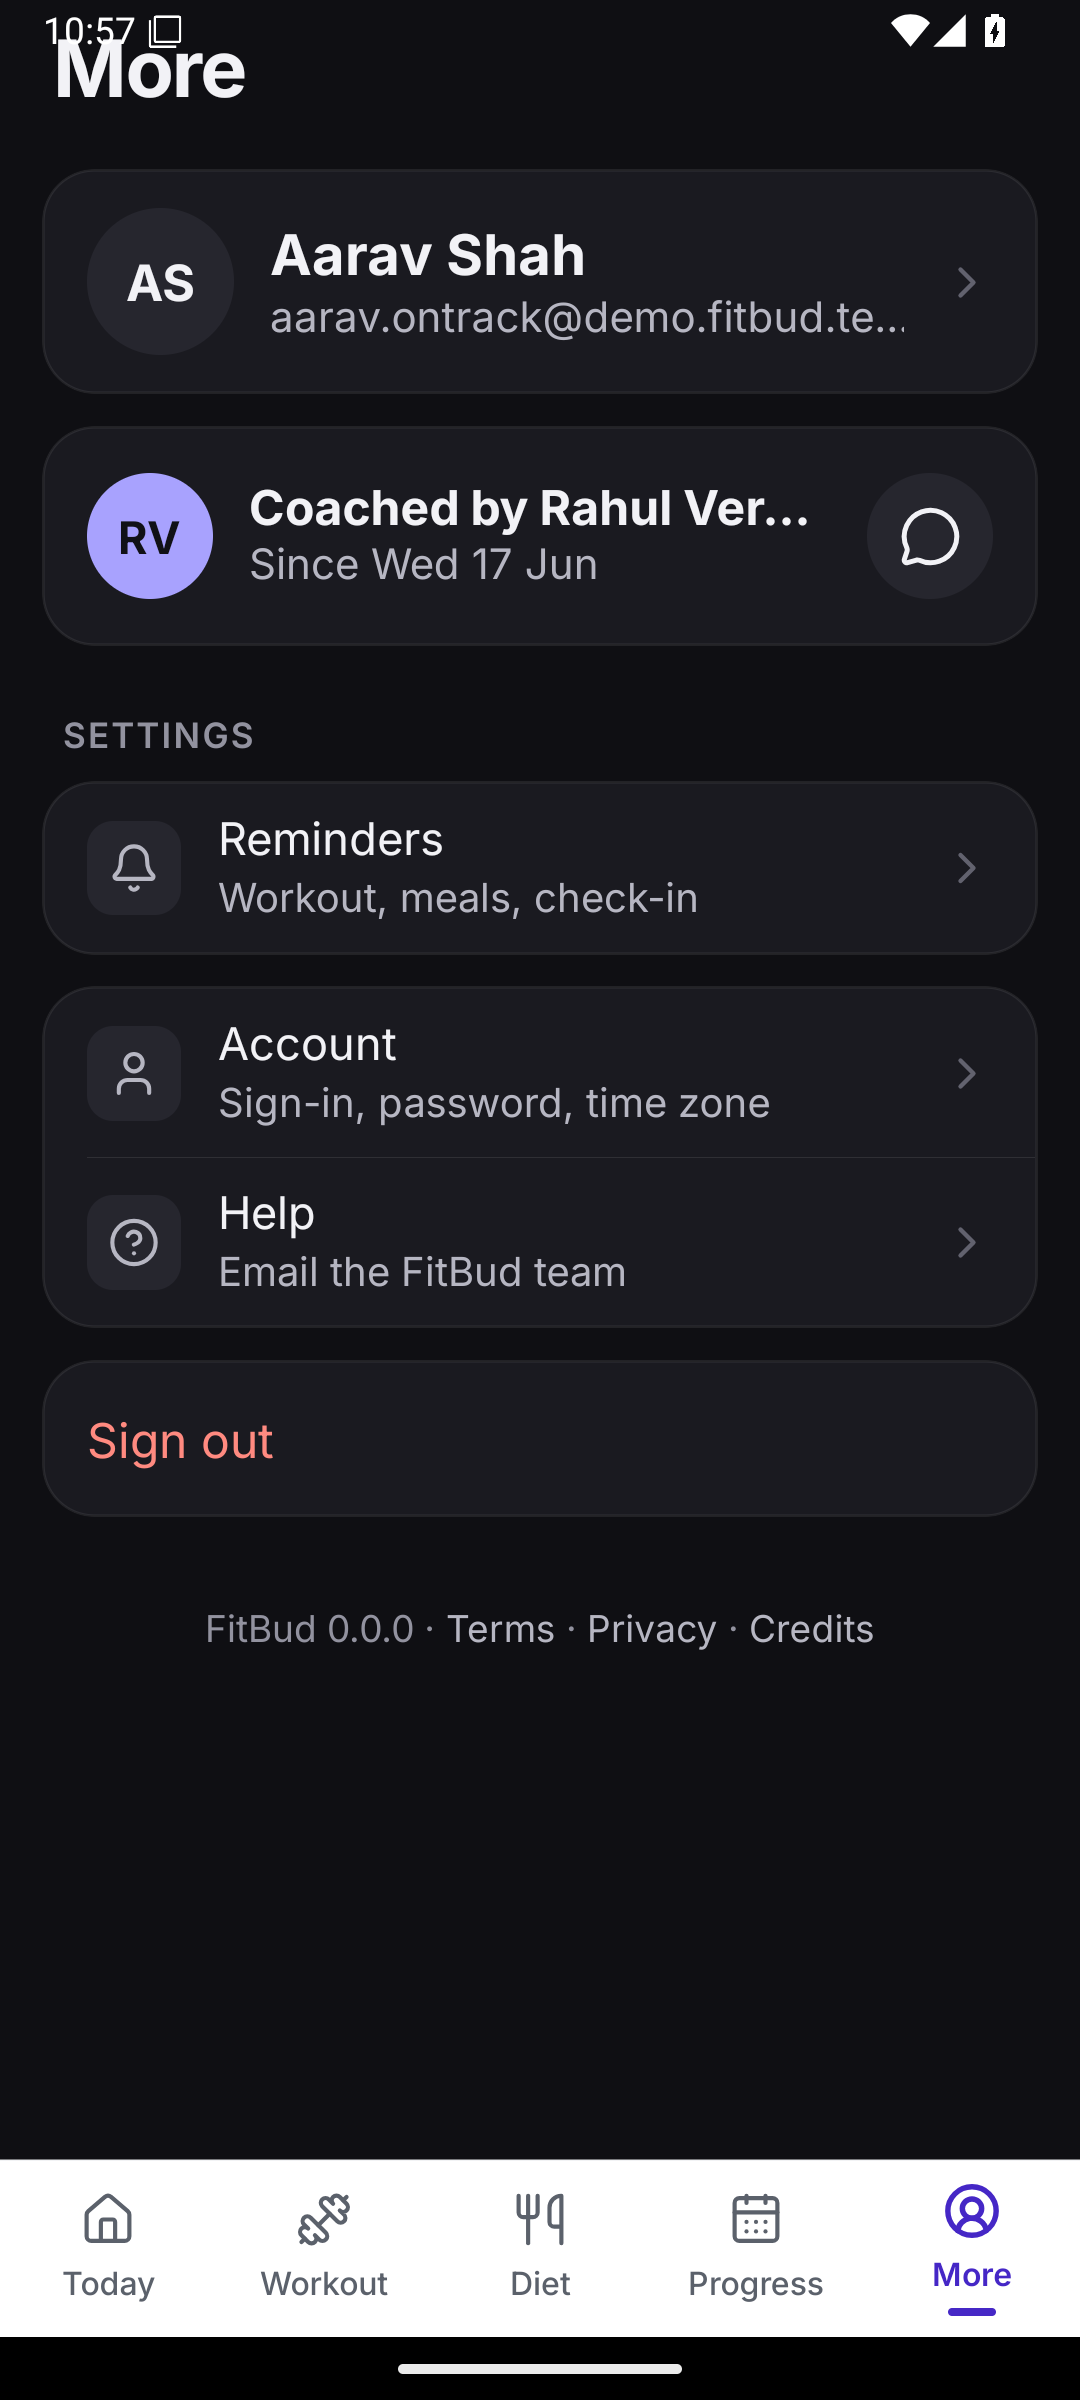 10:57
More
AS
Aarav Shah
aarav.ontrack@demo.fitbud.te...
RV
Coached by Rahul Ver...
Since Wed 17 Jun
SETTINGS
Reminders
Workout, meals, check-in
Account
Sign-in, password, time zone
Help
Email the FitBud team
Sign out
FitBud 0.0.0 · Terms · Privacy · Credits
Today Workout Diet Progress More